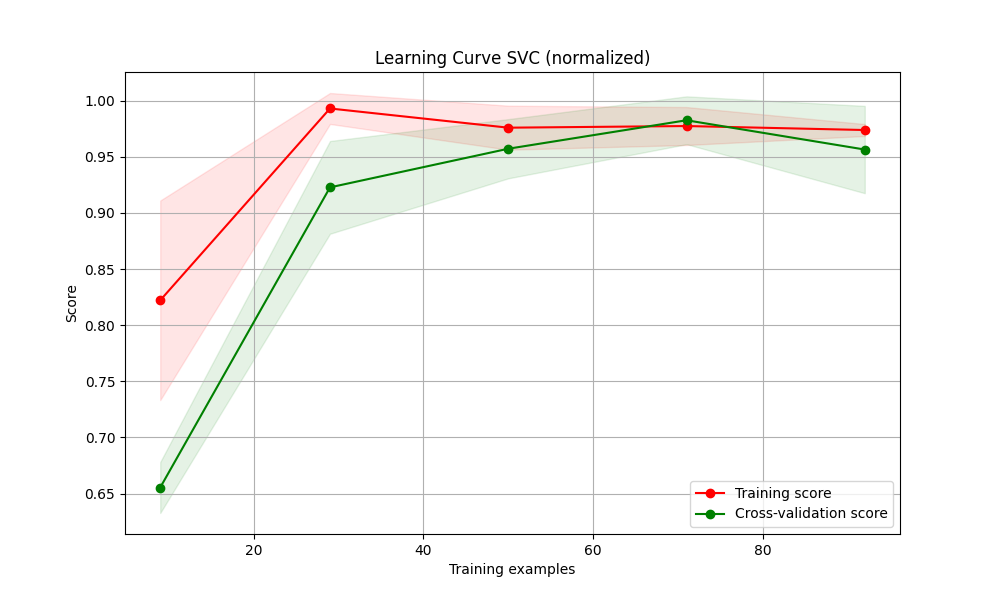 Learning Curve SVC (normalized)
1.00
0.95
0.90
0.85
0.80
0.75
0.70
0.65
Score
20 40 60 80
Training examples
Training score
Cross-validation score